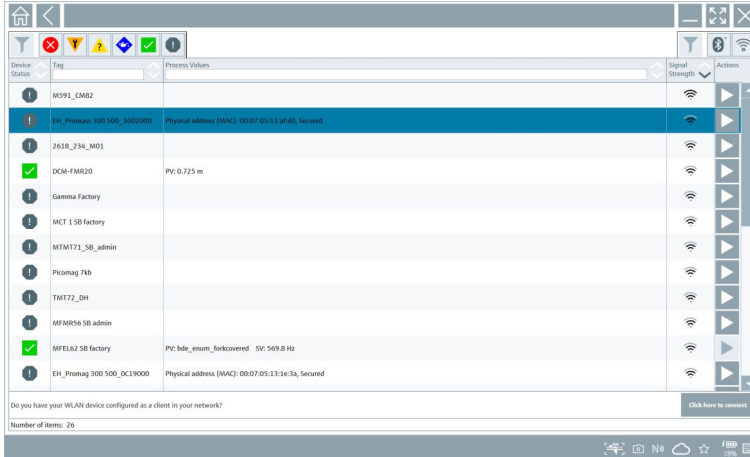 Device Status
Tag
Process Values
Signal Strength
Actions
M591_CM82
EH_Promass 300 500_1002000 Physical address (MAC): 00:07:05:11:af:d0, Secured
2618_234_M01
DCM-FMR20 PV: 0.725 m
Gamma Factory
MCT 1 SB factory
MTMT71_SB_admin
Picomag 7kb
TMT72_DH
MFMR56 SB admin
MFEL62 SB factory PV: bde_enum_forkcovered SV: 569.8 Hz
EH_Promag 300 500_0C19000 Physical address (MAC): 00:07:05:13:1e:3a, Secured
Do you have your WLAN device configured as a client in your network? Click here to connect
Number of items: 26
78%